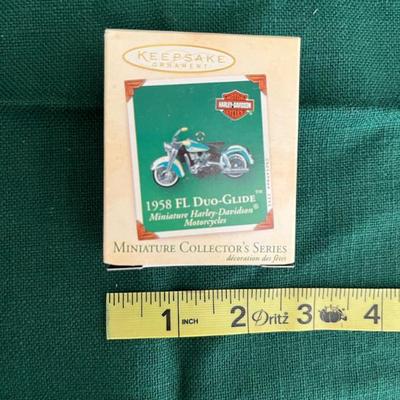 KEEPSAKE
ORNAMENT
HARLEY-DAVIDSON
1958 FL DUO-GLIDE™
Miniature Harley-Davidson®
Motorcycles
MINIATURE COLLECTOR'S SERIES
décoration des fêtes
1 INCH 2 Dritz® 3 4